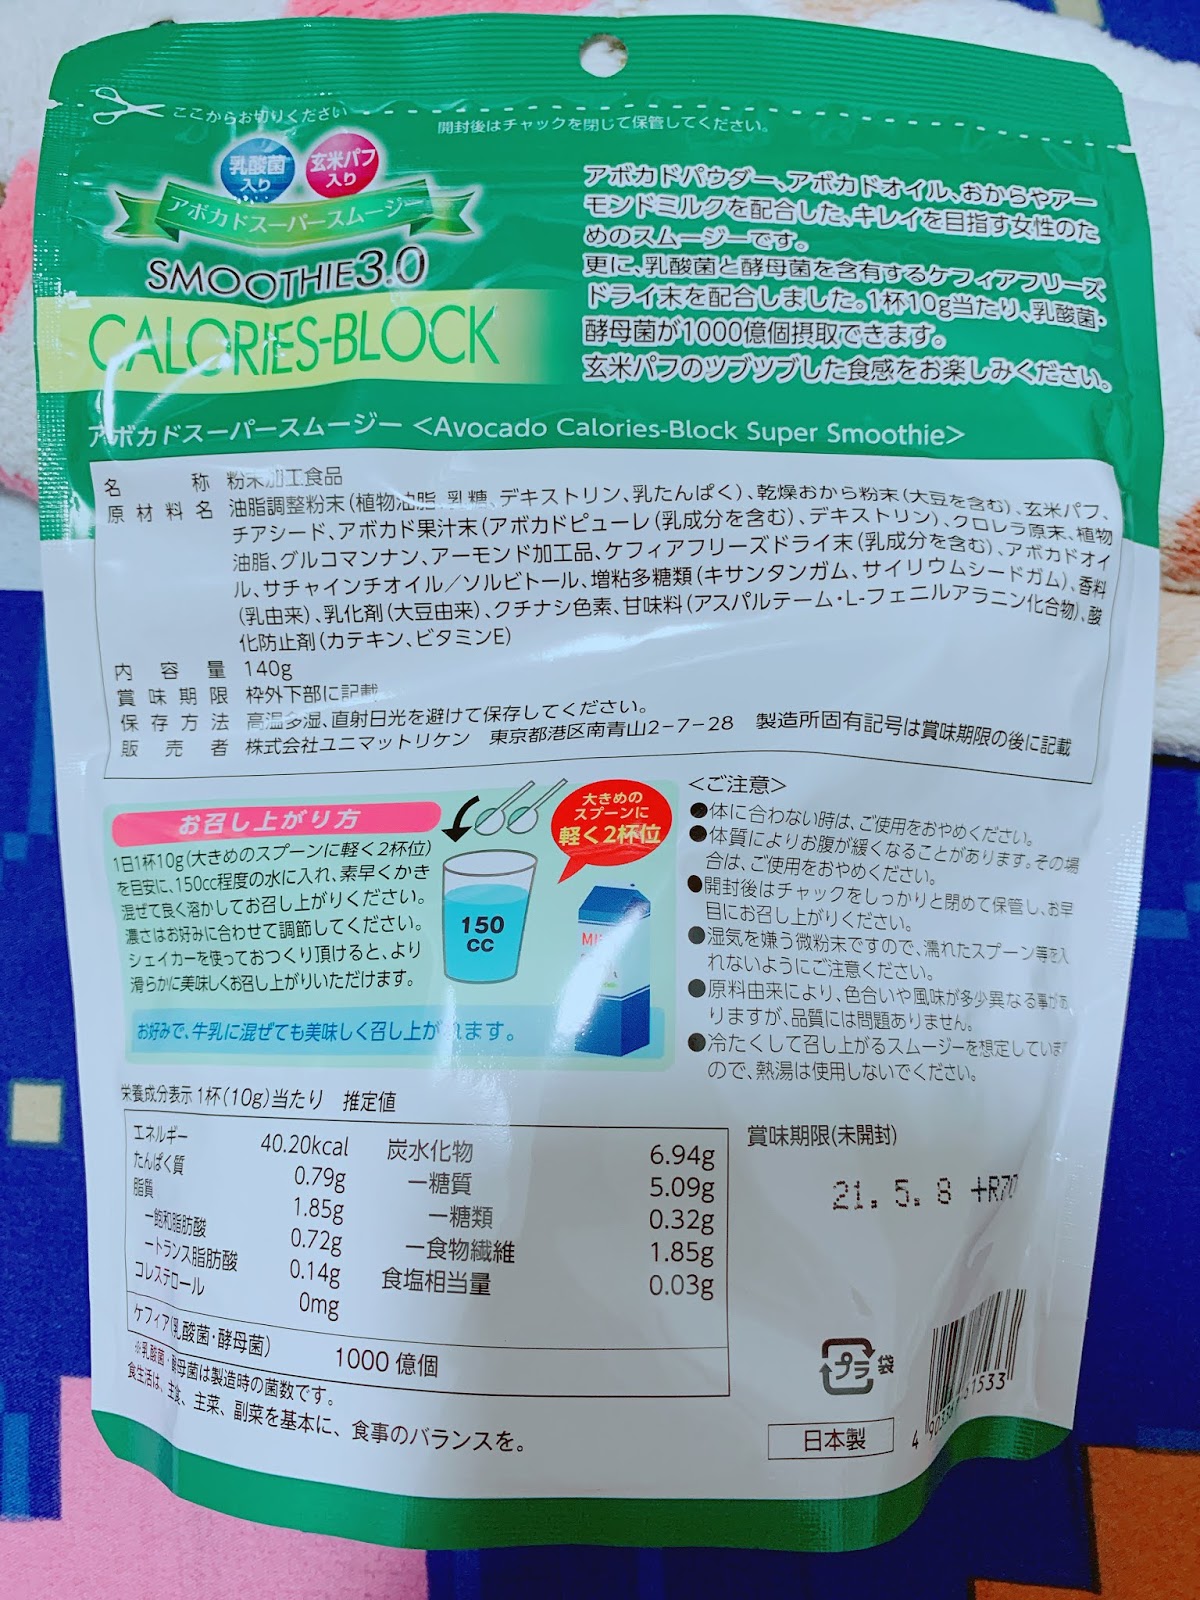 ここからお切りください
開封後はチャックを閉じて保管してください。
乳酸菌
入り
玄米パフ
入り
アボカドスーパースムージー
SMOOTHIE3.0
CALORIES-BLOCK
アボカドパウダー、アボカドオイル、おからやアー
モンドミルクを配合した、キレイを目指す女性のた
めのスムージーです。
更に、乳酸菌と酵母菌を含有するケフィアフリーズ
ドライ末を配合しました。1杯10g当たり、乳酸菌・
酵母菌が1000億個摂取できます。
玄米パフのツブツブした食感をお楽しみください。
アボカドスーパースムージー <Avocado Calories-Block Super Smoothie>
名称 粉末加工食品
原材料名 油脂調整粉末(植物油脂、乳糖、デキストリン、乳たんぱく)、乾燥おから粉末(大豆を含む)、玄米パフ、
チアシード、アボカド果汁末(アボカドピューレ(乳成分を含む)、デキストリン)、クロレラ原末、植物
油脂、グルコマンナン、アーモンド加工品、ケフィアフリーズドライ末(乳成分を含む)、アボカドオイ
ル、サチャインチオイル/ソルビトール、増粘多糖類(キサンタンガム、サイリウムシードガム)、香料
(乳由来)、乳化剤(大豆由来)、クチナシ色素、甘味料(アスパルテーム・L-フェニルアラニン化合物)、酸
化防止剤(カテキン、ビタミンE)
内容量 140g
賞味期限 枠外下部に記載
保存方法 高温多湿、直射日光を避けて保存してください。
販売者 株式会社ユニマットリケン 東京都港区南青山2-7-28 製造所固有記号は賞味期限の後に記載
お召し上がり方
1日1杯10g(大きめのスプーンに軽く2杯位)
を目安に、150cc程度の水に入れ、素早くかき
混ぜて良く溶かしてお召し上がりください。
濃さはお好みに合わせて調節してください。
シェイカーを使っておつくり頂けると、より
滑らかに美味しくお召し上がりいただけます。
大きめの
スプーンに
軽く2杯位
150
CC
お好みで、牛乳に混ぜても美味しく召し上がれます。
<ご注意>
●体に合わない時は、ご使用をおやめください。
●体質によりお腹が緩くなることがあります。その場
合は、ご使用をおやめください。
●開封後はチャックをしっかりと閉めて保管し、お早
目にお召し上がりください。
●湿気を嫌う微粉末ですので、濡れたスプーン等を入
れないようにご注意ください。
●原料由来により、色合いや風味が多少異なる事があ
りますが、品質には問題ありません。
●冷たくして召し上がるスムージーを想定していま
ので、熱湯は使用しないでください。
栄養成分表示 1杯(10g)当たり 推定値
エネルギー 40.20kcal
たんぱく質 0.79g
脂質 1.85g
－飽和脂肪酸 0.72g
－トランス脂肪酸 0.14g
コレステロール 0mg
炭水化物 6.94g
－糖質 5.09g
－糖類 0.32g
－食物繊維 1.85g
食塩相当量 0.03g
ケフィア(乳酸菌・酵母菌) 1000億個
※乳酸菌・酵母菌は製造時の菌数です。
食生活は、主食、主菜、副菜を基本に、食事のバランスを。
賞味期限(未開封)
21. 5. 8 +R70
プラ
袋
日本製